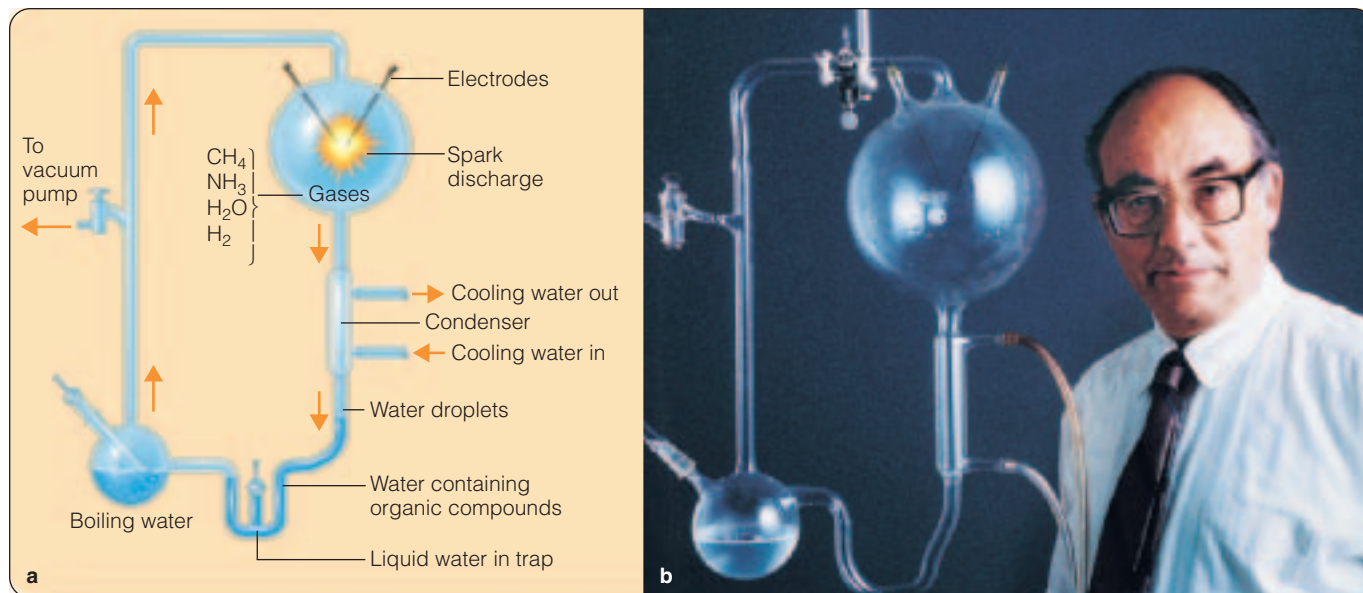 Electrodes
To
vacuum
pump
Spark
discharge
CH₄
NH₃
H₂O
H₂
Gases
Cooling water out
Condenser
Cooling water in
Water droplets
Water containing
organic compounds
Boiling water
Liquid water in trap
a
b